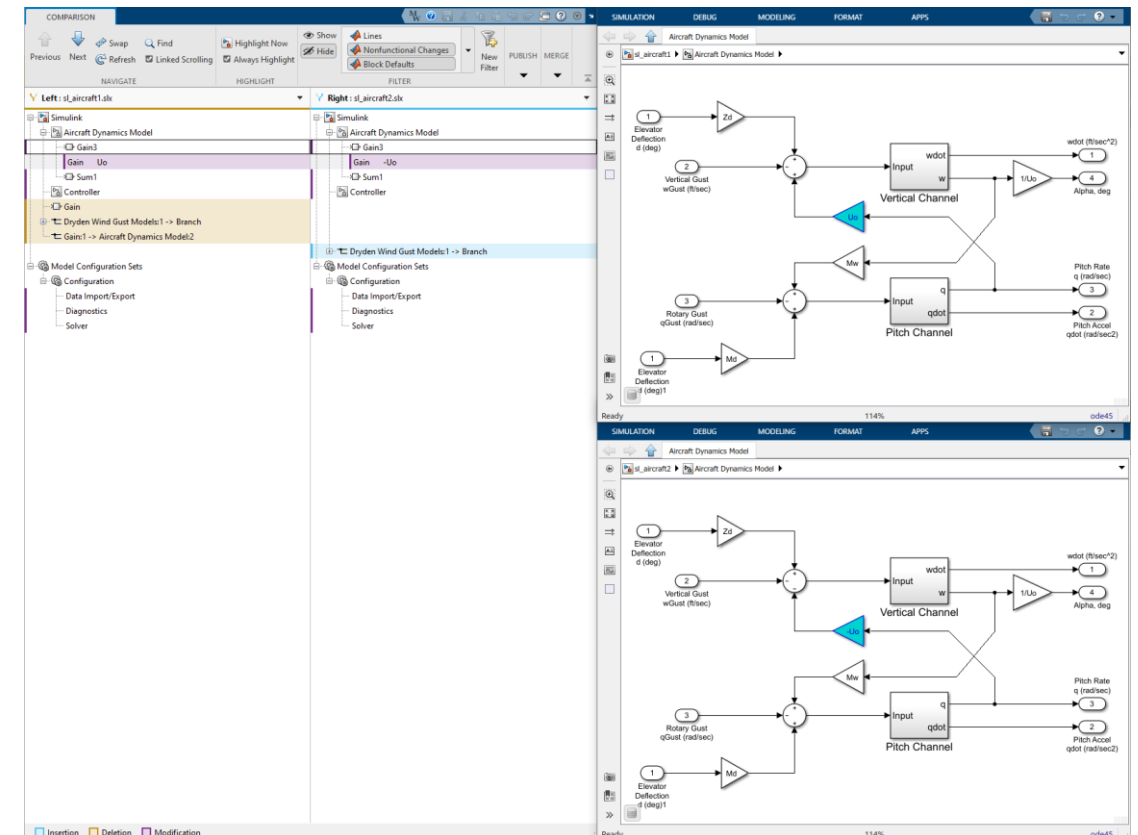 COMPARISON
Previous
Next
Swap
Refresh
Find
Linked Scrolling
NAVIGATE
Highlight Now
Always Highlight
HIGHLIGHT
Show
Hide
Lines
Nonfunctional Changes
Block Defaults
FILTER
New
Filter
PUBLISH
MERGE
Left : sl_aircraft1.slx
Simulink
Aircraft Dynamics Model
Gain3
Gain Uo
Sum1
Controller
Gain
Dryden Wind Gust Models:1 -> Branch
Gain:1 -> Aircraft Dynamics Model:2
Model Configuration Sets
Configuration
Data Import/Export
Diagnostics
Solver
Right : sl_aircraft2.slx
Simulink
Aircraft Dynamics Model
Gain3
Gain -Uo
Sum1
Controller
Dryden Wind Gust Models:1 -> Branch
Model Configuration Sets
Configuration
Data Import/Export
Diagnostics
Solver
Insertion Deletion Modification
SIMULATION DEBUG MODELING FORMAT APPS
Aircraft Dynamics Model
sl_aircraft1 Aircraft Dynamics Model
1
Elevator
Deflection
d (deg)
Zd
2
Vertical Gust
wGust (ft/sec)
Input
wdot
w
Vertical Channel
wdot (ft/sec^2)
1
1/Uo
4
Alpha, deg
Uo
Mw
3
Rotary Gust
qGust (rad/sec)
Input
q
qdot
Pitch Channel
Pitch Rate
q (rad/sec)
3
2
Pitch Accel
qdot (rad/sec2)
1
Elevator
Deflection
d (deg)1
Md
Ready 114% ode45
SIMULATION DEBUG MODELING FORMAT APPS
Aircraft Dynamics Model
sl_aircraft2 Aircraft Dynamics Model
1
Elevator
Deflection
d (deg)
Zd
2
Vertical Gust
wGust (ft/sec)
Input
wdot
w
Vertical Channel
wdot (ft/sec^2)
1
1/Uo
4
Alpha, deg
-Uo
Mw
3
Rotary Gust
qGust (rad/sec)
Input
q
qdot
Pitch Channel
Pitch Rate
q (rad/sec)
3
2
Pitch Accel
qdot (rad/sec2)
1
Elevator
Deflection
d (deg)1
Md
Ready 114% ode45